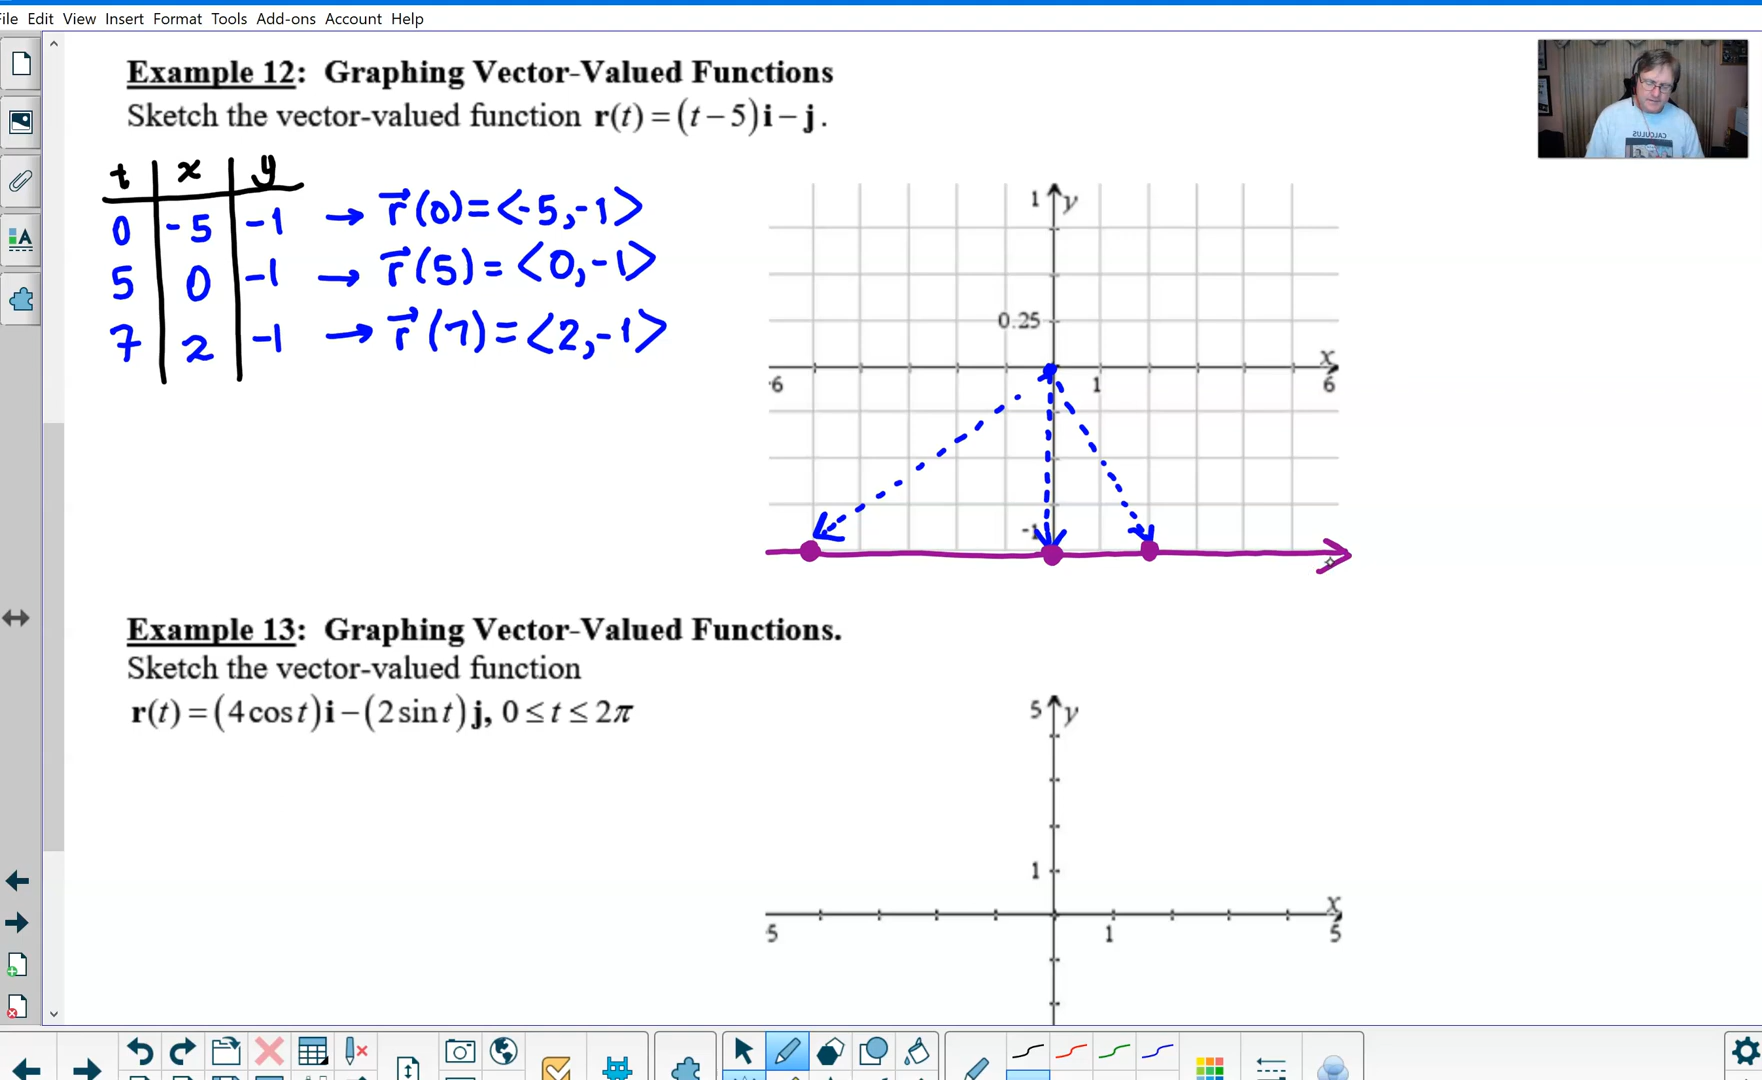 File Edit View Insert Format Tools Add-ons Account Help
Example 12: Graphing Vector-Valued Functions
Sketch the vector-valued function r(t) = (t − 5)i − j.
t x y
0 -5 -1 → r⃗(0) = <-5, -1>
5 0 -1 → r⃗(5) = <0, -1>
7 2 -1 → r⃗(7) = <2, -1>
1 y
0.25
x
-6 1 6
-1
Example 13: Graphing Vector-Valued Functions.
Sketch the vector-valued function
r(t) = (4 cos t)i − (2 sin t)j, 0 ≤ t ≤ 2π
5 y
1
x
5 1 5
CALCULUS